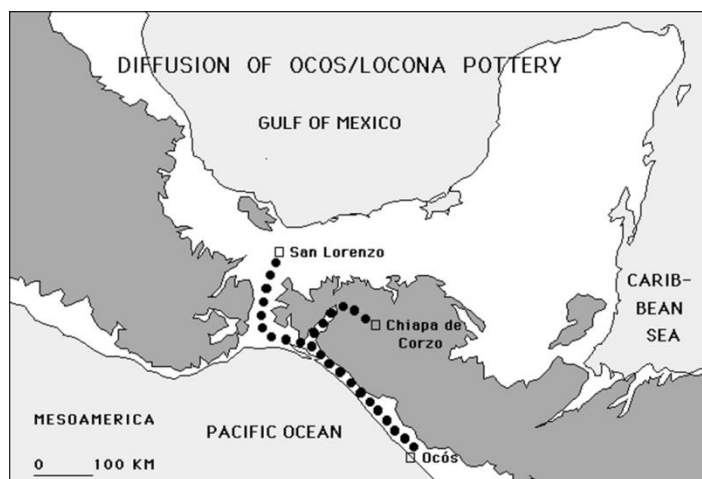 DIFFUSION OF OCOS/LOCONA POTTERY
GULF OF MEXICO
San Lorenzo
CARIB-
BEAN
SEA
Chiapa de
Corzo
MESOAMERICA
PACIFIC OCEAN
Ocós
0 100 KM